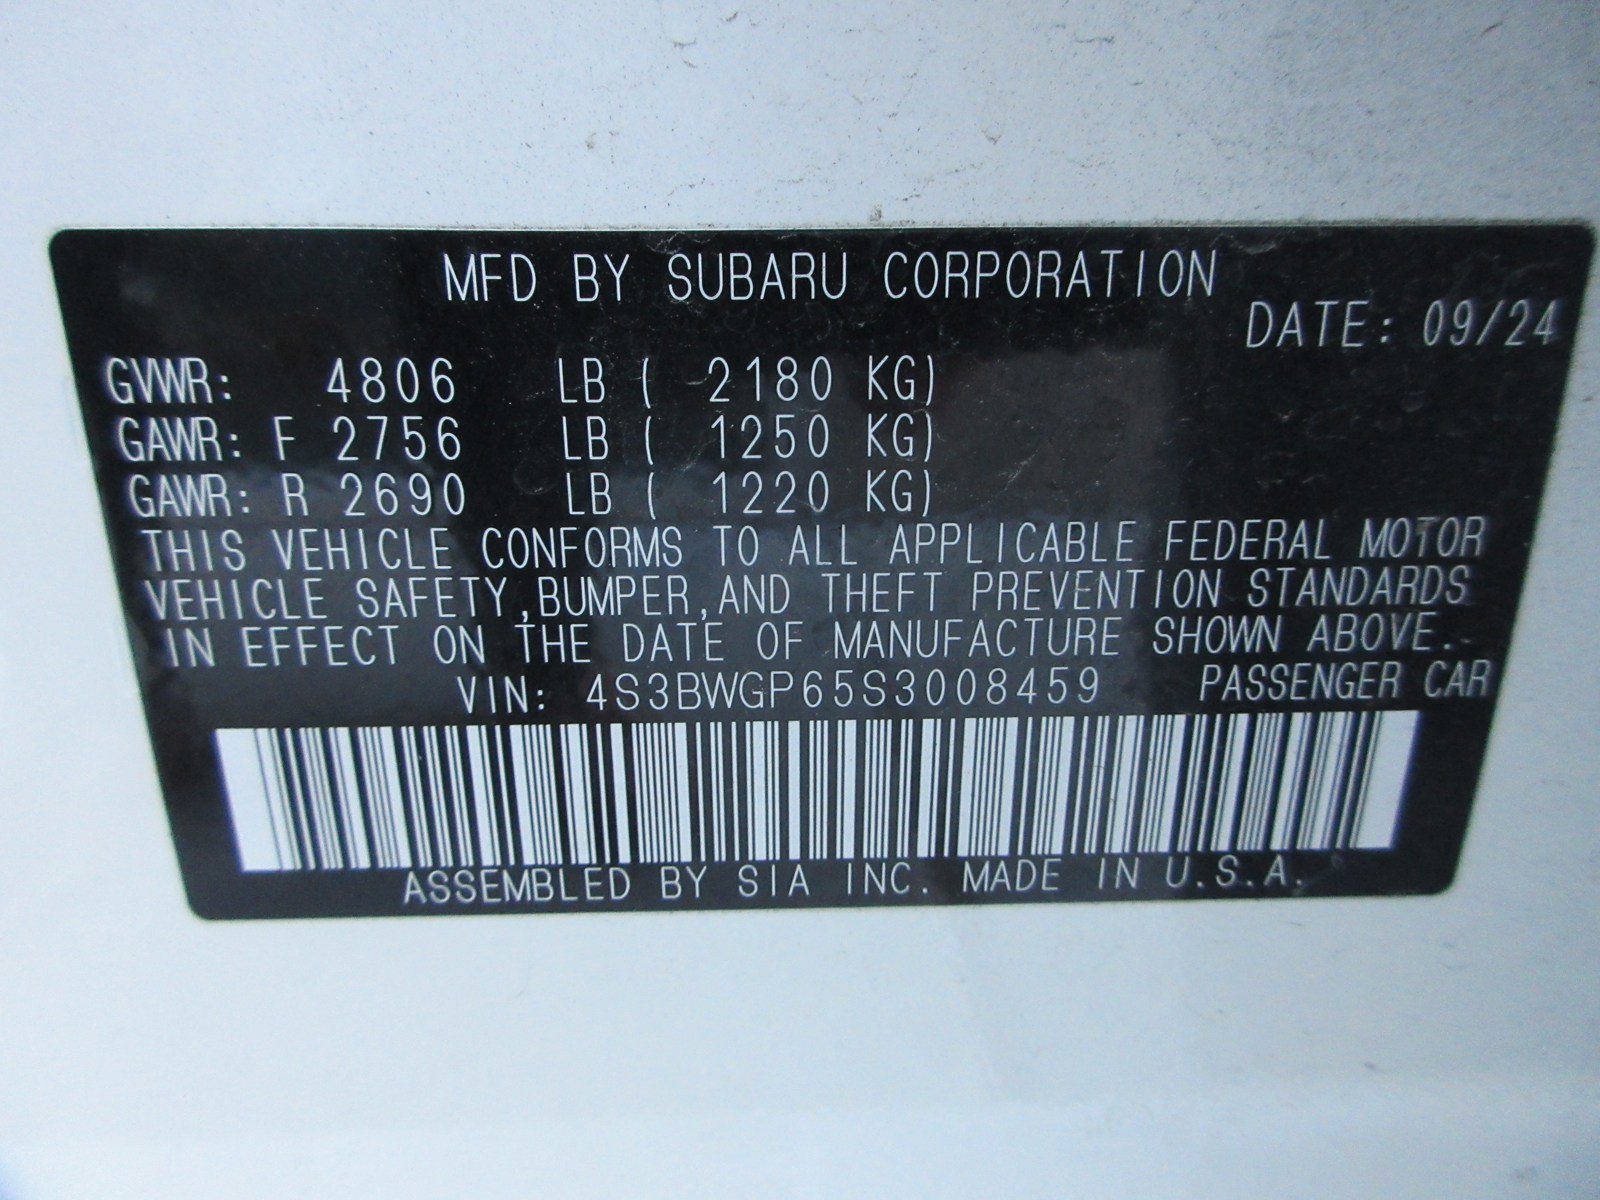 MFD BY SUBARU CORPORATION
DATE: 09/24
GVWR: 4806 LB ( 2180 KG)
GAWR: F 2756 LB ( 1250 KG)
GAWR: R 2690 LB ( 1220 KG)
THIS VEHICLE CONFORMS TO ALL APPLICABLE FEDERAL MOTOR
VEHICLE SAFETY, BUMPER, AND THEFT PREVENTION STANDARDS
IN EFFECT ON THE DATE OF MANUFACTURE SHOWN ABOVE.
VIN: 4S3BWGP65S3008459 PASSENGER CAR
ASSEMBLED BY SIA INC. MADE IN U.S.A.